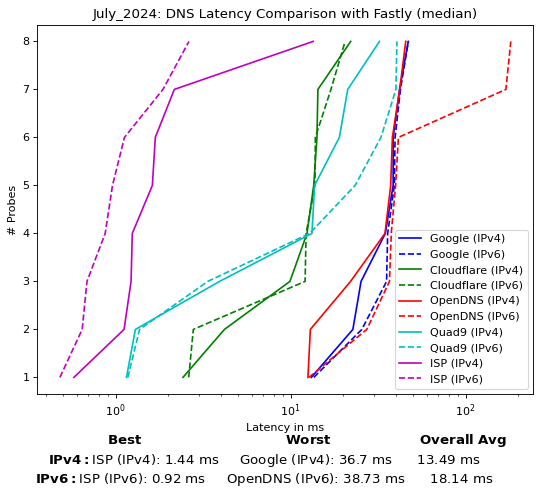 July_2024: DNS Latency Comparison with Fastly (median)
8
7
6
5
4
3
2
1
# Probes
Google (IPv4)
Google (IPv6)
Cloudflare (IPv4)
Cloudflare (IPv6)
OpenDNS (IPv4)
OpenDNS (IPv6)
Quad9 (IPv4)
Quad9 (IPv6)
ISP (IPv4)
ISP (IPv6)
10⁰ 10¹ 10²
Latency in ms
Best Worst Overall Avg
IPv4: ISP (IPv4): 1.44 ms Google (IPv4): 36.7 ms 13.49 ms
IPv6: ISP (IPv6): 0.92 ms OpenDNS (IPv6): 38.73 ms 18.14 ms